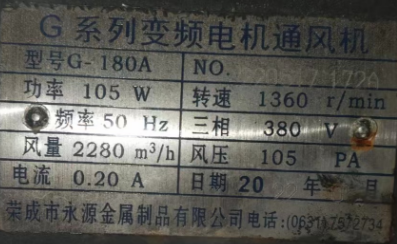 G系列变频电机通风机
型号G-180A NO.
功率 105 W 转速 1360 r/min
频率 50 Hz 三相 380 V
风量 2280 m³/h 风压 105 PA
电流 0.20 A 日期 20 年
荣成市永源金属制品有限公司电话:(0631)7572734